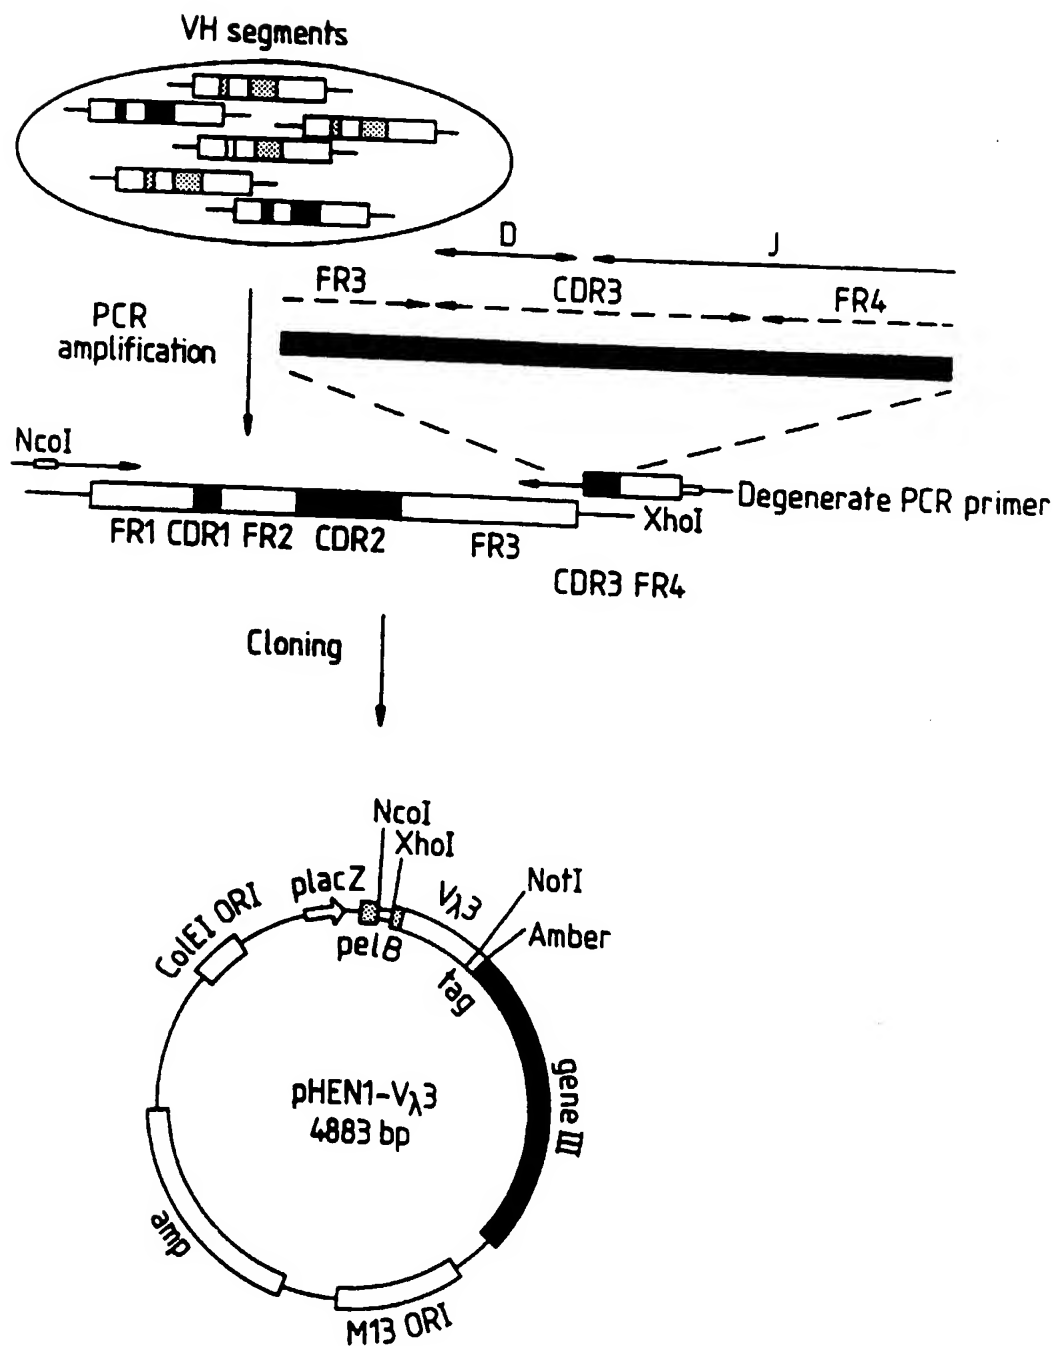 VH segments
D
J
FR3
CDR3
FR4
PCR
amplification
NcoI
Degenerate PCR primer
XhoI
FR1 CDR1 FR2 CDR2
FR3
CDR3 FR4
Cloning
NcoI
XhoI
placZ
Vλ3
NotI
Amber
ColEI ORI
pelB
tag
gene III
pHEN1-Vλ3
4883 bp
amp
M13 ORI